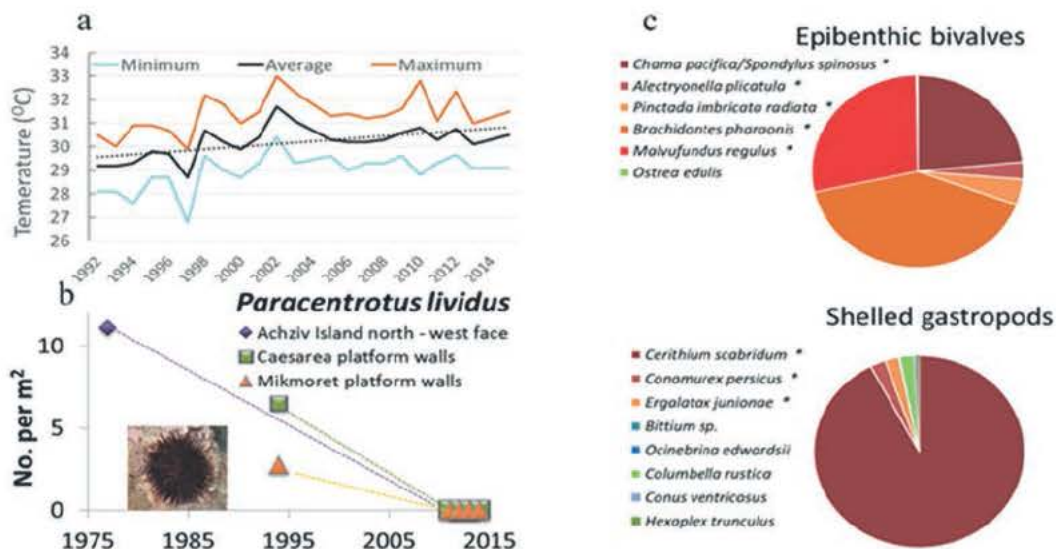 a
34
33
32
31
30
29
28
27
26
Temerature (⁰C)
Minimum
Average
Maximum
1992
1994
1996
1998
2000
2002
2004
2006
2008
2010
2012
2014
b
Paracentrotus lividus
Achziv Island north - west face
Caesarea platform walls
Mikmoret platform walls
No. per m²
10
5
0
1975
1985
1995
2005
2015
c
Epibenthic bivalves
Chama pacifica/Spondylus spinosus *
Alectryonella plicatula *
Pinctada imbricata radiata *
Brachidontes pharaonis *
Malvufundus regulus *
Ostrea edulis
Shelled gastropods
Cerithium scabridum *
Conomurex persicus *
Ergalatax junionae *
Bittium sp.
Ocinebrina edwardsii
Columbella rustica
Conus ventricosus
Hexaplex trunculus